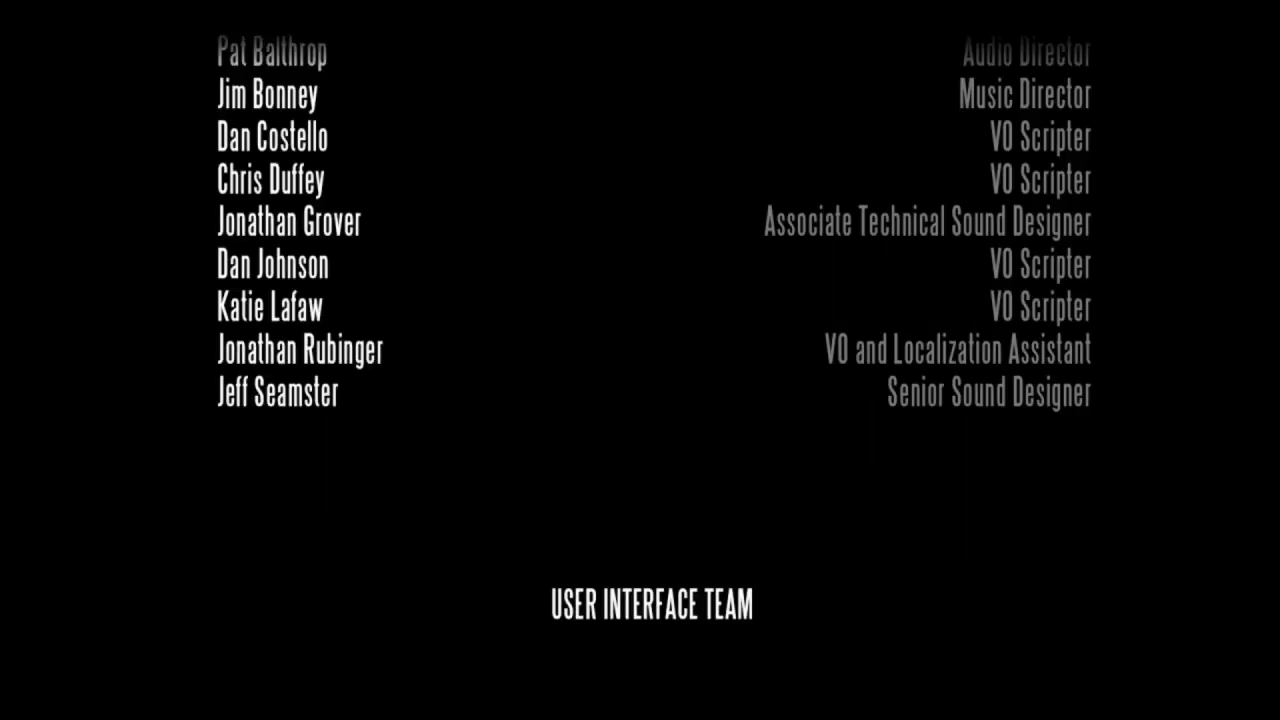 Pat Balthrop Audio Director
Jim Bonney Music Director
Dan Costello VO Scripter
Chris Duffey VO Scripter
Jonathan Grover Associate Technical Sound Designer
Dan Johnson VO Scripter
Katie Lafaw VO Scripter
Jonathan Rubinger VO and Localization Assistant
Jeff Seamster Senior Sound Designer
USER INTERFACE TEAM